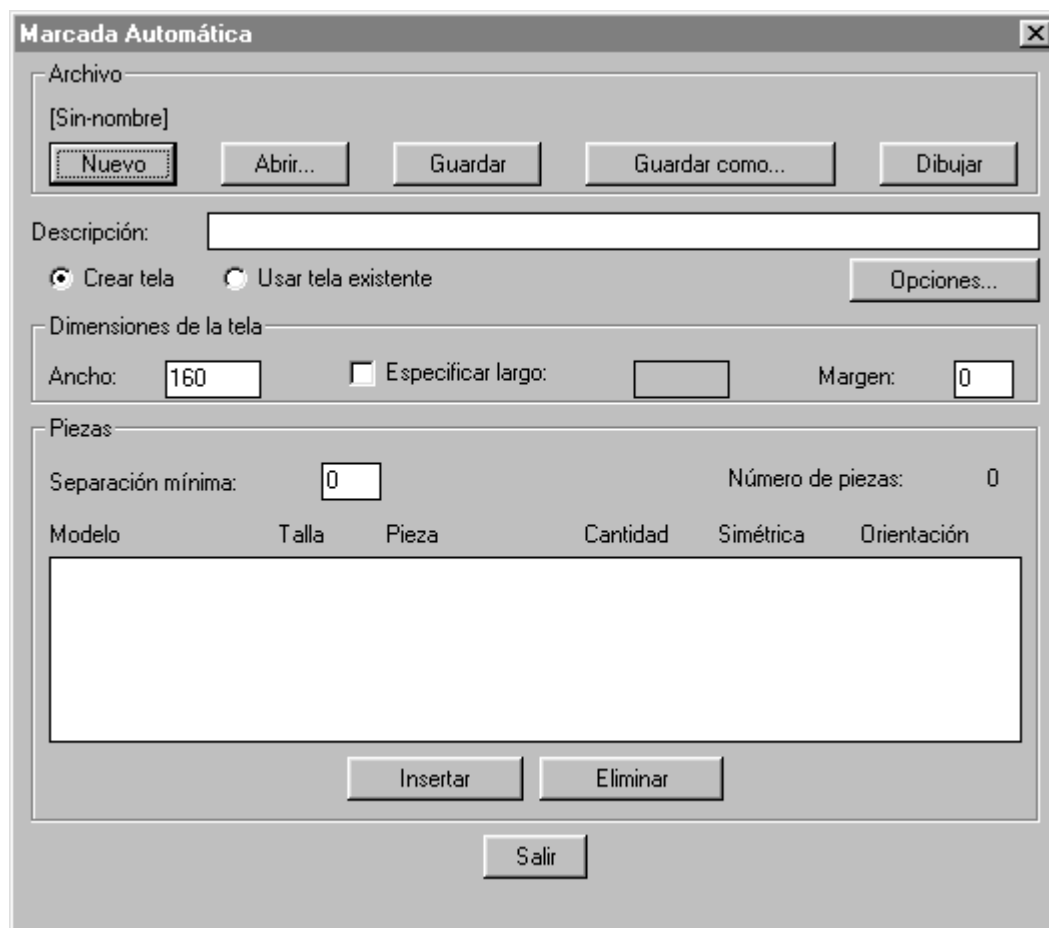 Marcada Automática
Archivo
[Sin-nombre]
Nuevo Abrir... Guardar Guardar como... Dibujar
Descripción:
Crear tela Usar tela existente Opciones...
Dimensiones de la tela
Ancho: 160 Especificar largo: Margen: 0
Piezas
Separación mínima: 0 Número de piezas: 0
Modelo Talla Pieza Cantidad Simétrica Orientación
Insertar Eliminar
Salir